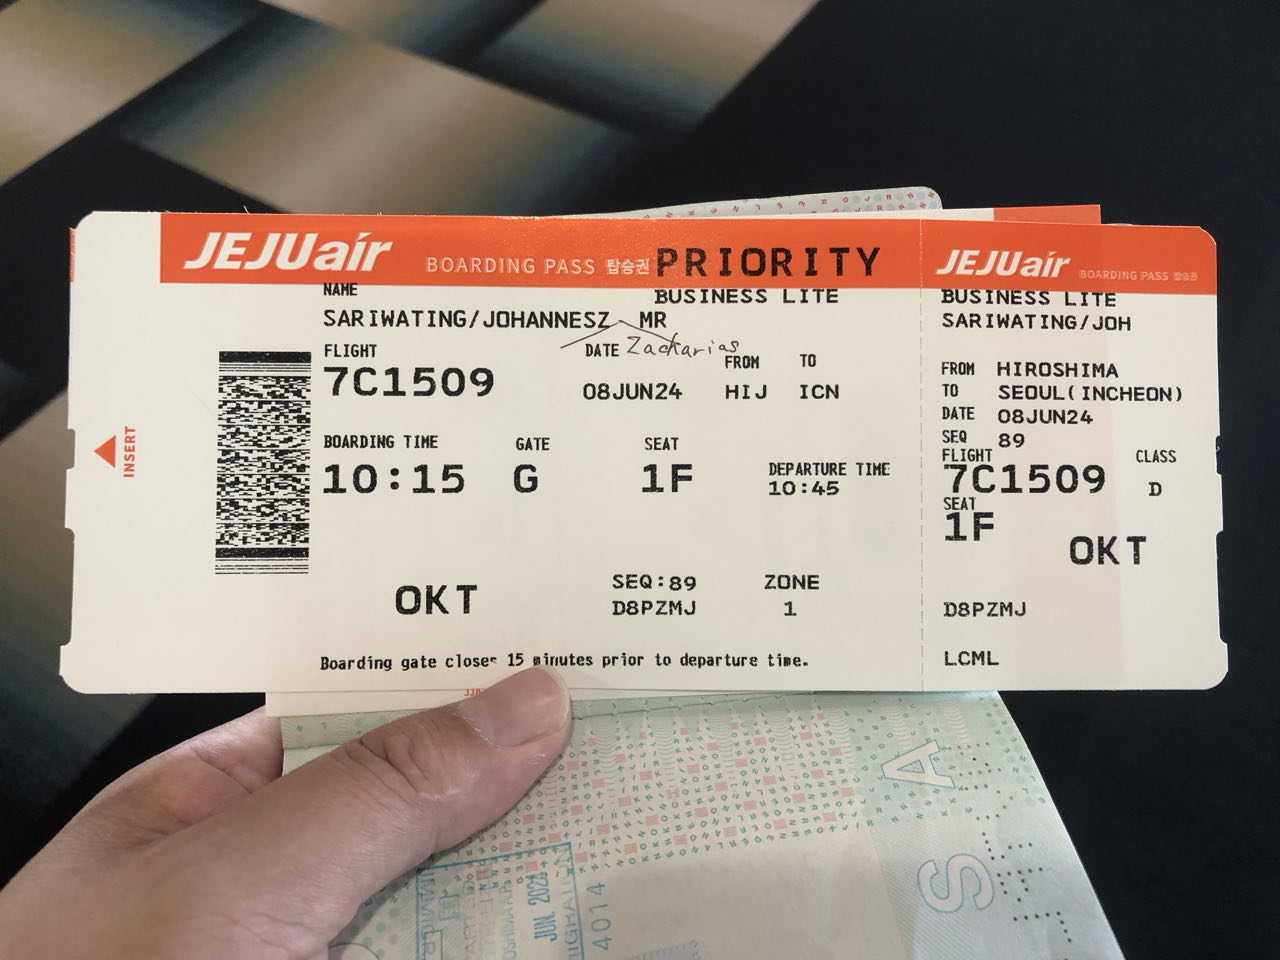 JEJUair BOARDING PASS 탑승권 PRIORITY
NAME BUSINESS LITE
SARIWATING/JOHANNESZ MR
Zacharias
FLIGHT DATE FROM TO
7C1509 08JUN24 HIJ ICN
BOARDING TIME GATE SEAT DEPARTURE TIME
10:15 G 1F 10:45
INSERT
OKT SEQ:89 ZONE
D8PZMJ 1
Boarding gate closes 15 minutes prior to departure time.
JEJUair BOARDING PASS 탑승권
BUSINESS LITE
SARIWATING/JOH
FROM HIROSHIMA
TO SEOUL(INCHEON)
DATE 08JUN24
SEQ 89
FLIGHT CLASS
7C1509 D
SEAT
1F
OKT
D8PZMJ
LCML
A
S
JUN. 202
4014